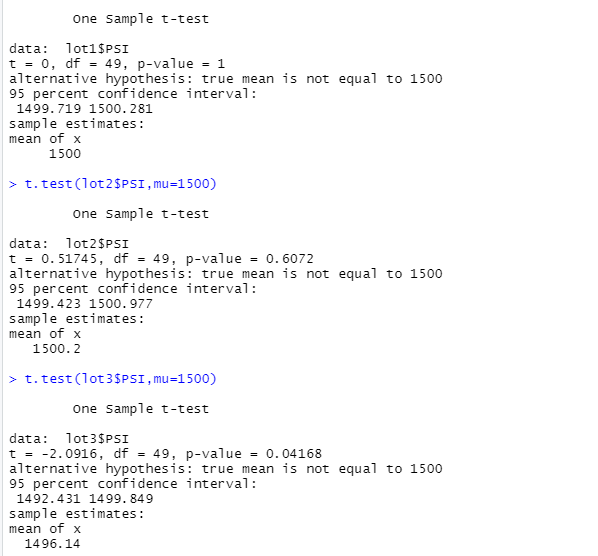 One Sample t-test
data: lot1$PSI
t = 0, df = 49, p-value = 1
alternative hypothesis: true mean is not equal to 1500
95 percent confidence interval:
1499.719 1500.281
sample estimates:
mean of x
1500
> t.test(lot2$PSI,mu=1500)
One Sample t-test
data: lot2$PSI
t = 0.51745, df = 49, p-value = 0.6072
alternative hypothesis: true mean is not equal to 1500
95 percent confidence interval:
1499.423 1500.977
sample estimates:
mean of x
1500.2
> t.test(lot3$PSI,mu=1500)
One Sample t-test
data: lot3$PSI
t = -2.0916, df = 49, p-value = 0.04168
alternative hypothesis: true mean is not equal to 1500
95 percent confidence interval:
1492.431 1499.849
sample estimates:
mean of x
1496.14